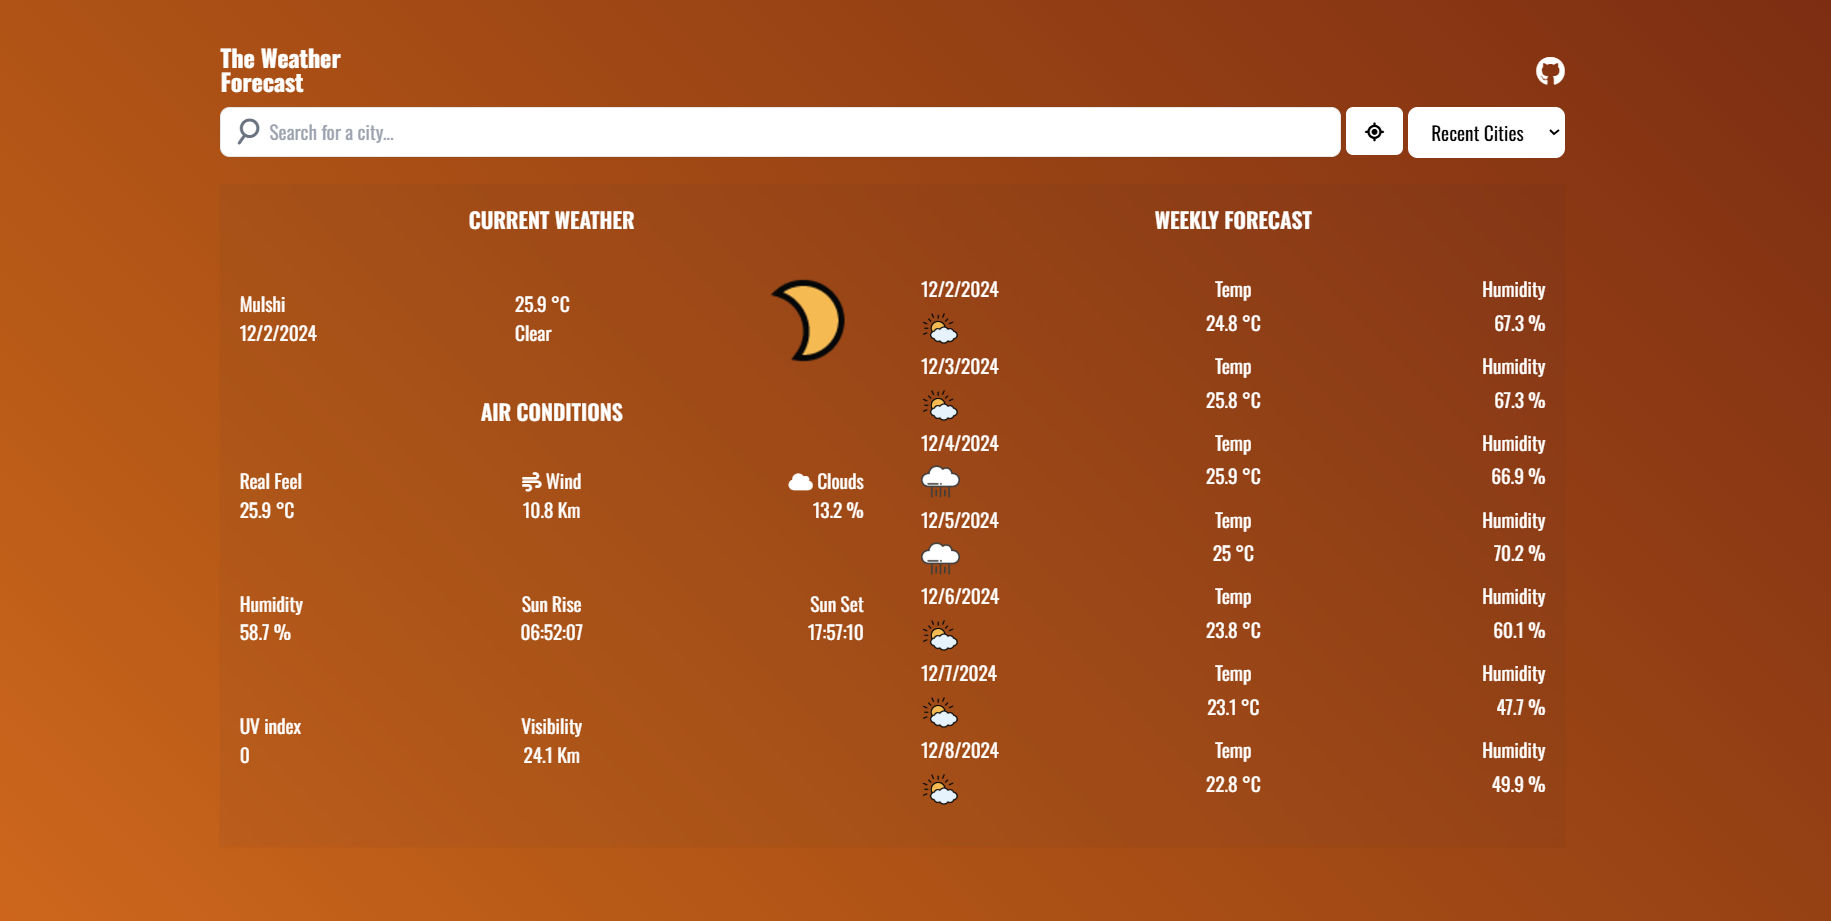 The Weather
Forecast
Search for a city...
Recent Cities
CURRENT WEATHER
Mulshi
12/2/2024
25.9 °C
Clear
AIR CONDITIONS
Real Feel
25.9 °C
Wind
10.8 Km
Clouds
13.2 %
Humidity
58.7 %
Sun Rise
06:52:07
Sun Set
17:57:10
UV index
0
Visibility
24.1 Km
WEEKLY FORECAST
12/2/2024 Temp Humidity
24.8 °C 67.3 %
12/3/2024 Temp Humidity
25.8 °C 67.3 %
12/4/2024 Temp Humidity
25.9 °C 66.9 %
12/5/2024 Temp Humidity
25 °C 70.2 %
12/6/2024 Temp Humidity
23.8 °C 60.1 %
12/7/2024 Temp Humidity
23.1 °C 47.7 %
12/8/2024 Temp Humidity
22.8 °C 49.9 %